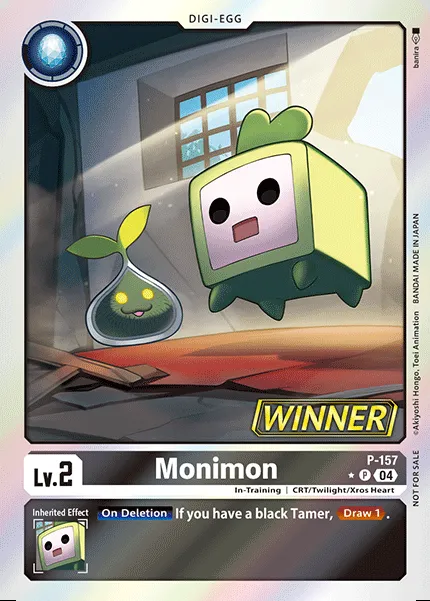 DIGI-EGG
banira
©Akiyoshi Hongo, Toei Animation BANDAI MADE IN JAPAN
NOT FOR SALE
WINNER
Lv.2
Monimon
P-157
P 04
In-Training | CRT/Twilight/Xros Heart
Inherited Effect
On Deletion If you have a black Tamer, Draw 1.